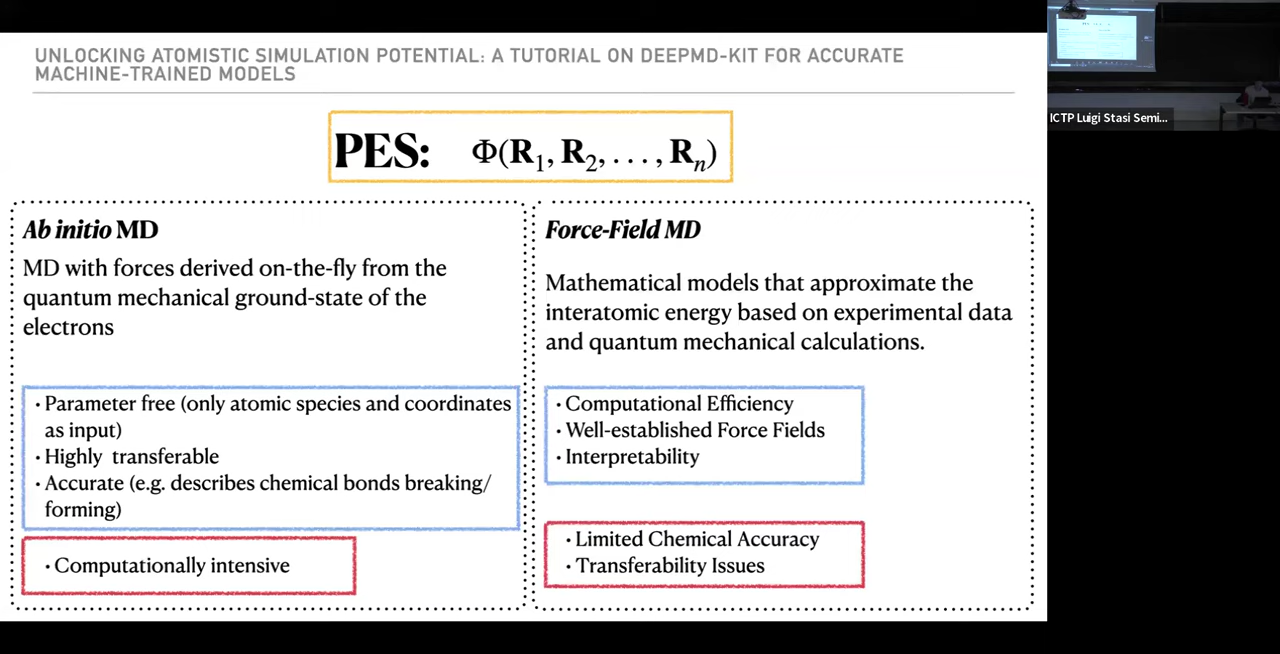 UNLOCKING ATOMISTIC SIMULATION POTENTIAL: A TUTORIAL ON DEEPMD-KIT FOR ACCURATE
MACHINE-TRAINED MODELS
ICTP Luigi Stasi Semi...
PES: Φ(R₁, R₂, . . . , Rₙ)
Ab initio MD
MD with forces derived on-the-fly from the
quantum mechanical ground-state of the
electrons
• Parameter free (only atomic species and coordinates
as input)
• Highly transferable
• Accurate (e.g. describes chemical bonds breaking/
forming)
• Computationally intensive
Force-Field MD
Mathematical models that approximate the
interatomic energy based on experimental data
and quantum mechanical calculations.
• Computational Efficiency
• Well-established Force Fields
• Interpretability
• Limited Chemical Accuracy
• Transferability Issues